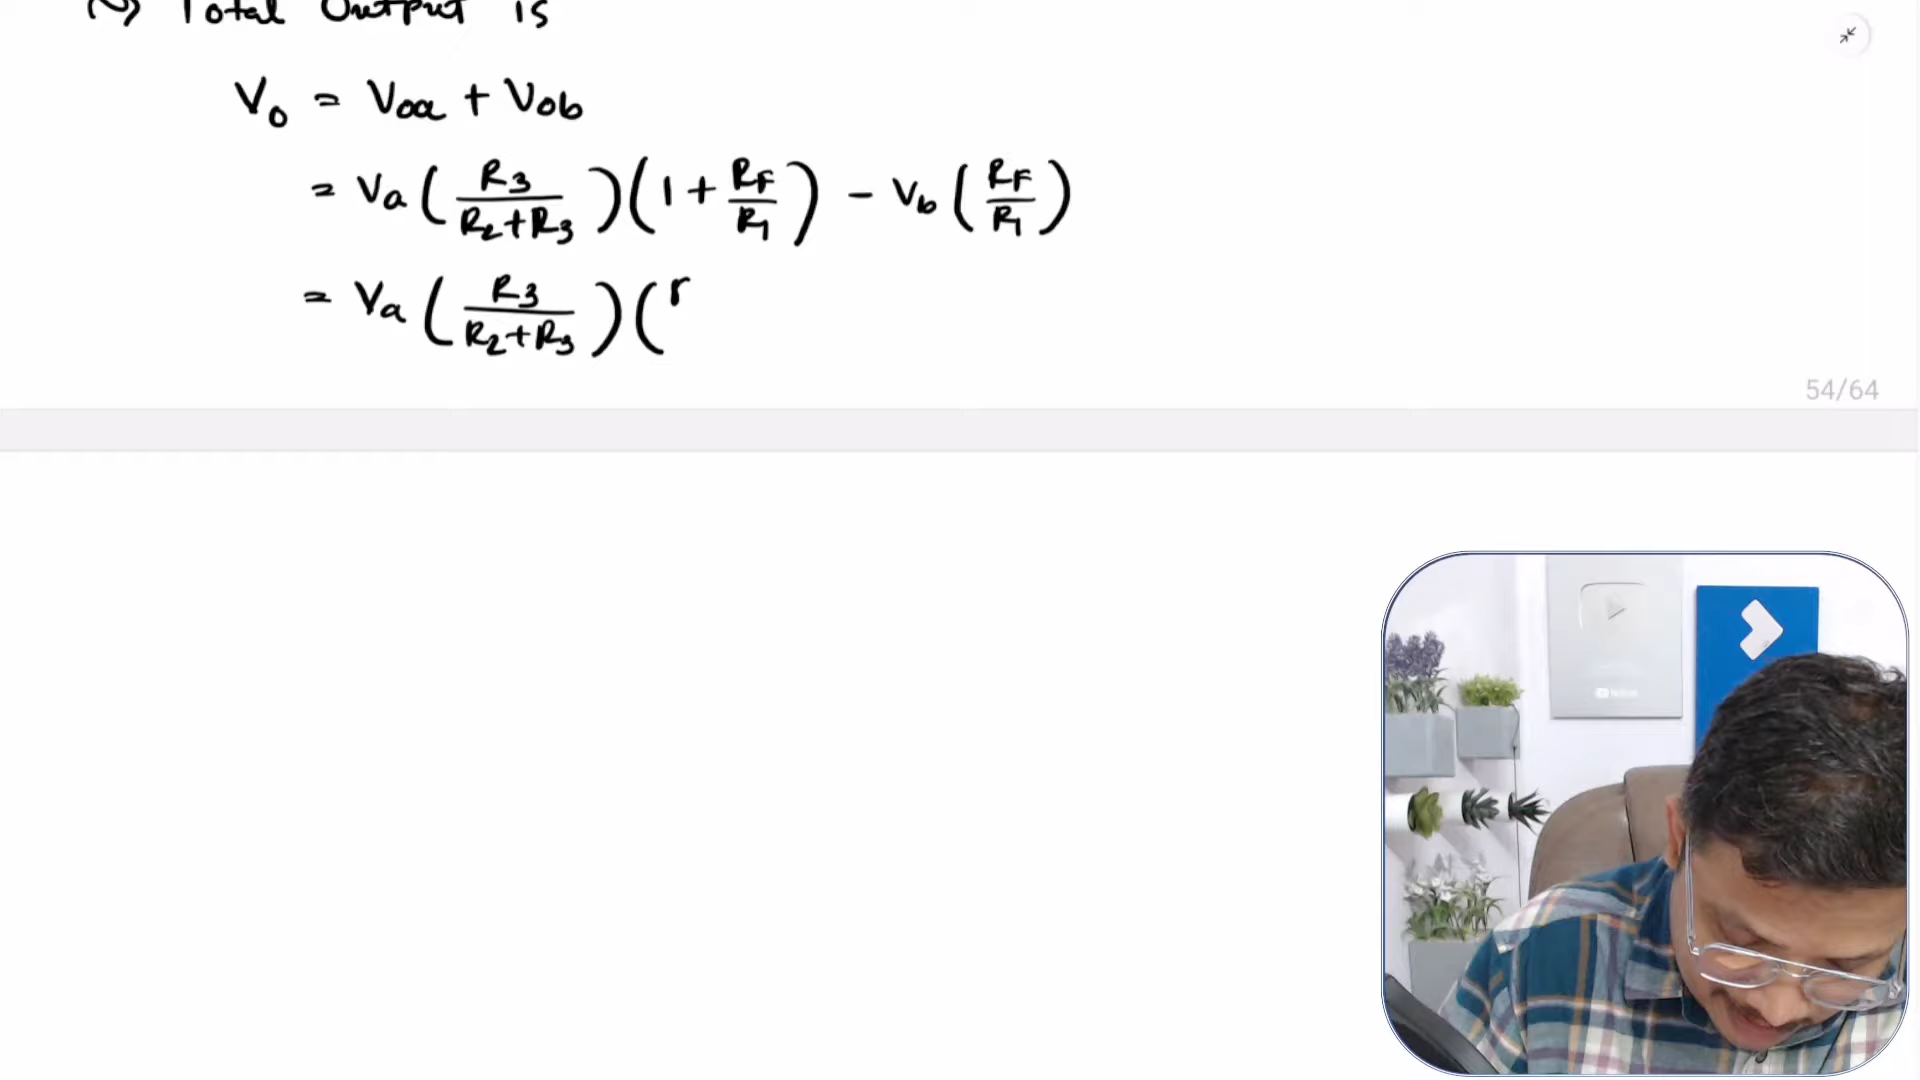 Total Output is
V₀ = Voa + Vob
= Va (R3/(R2+R3)) (1 + RF/R1) - Vb (RF/R1)
= Va (R3/(R2+R3)) (r
54/64